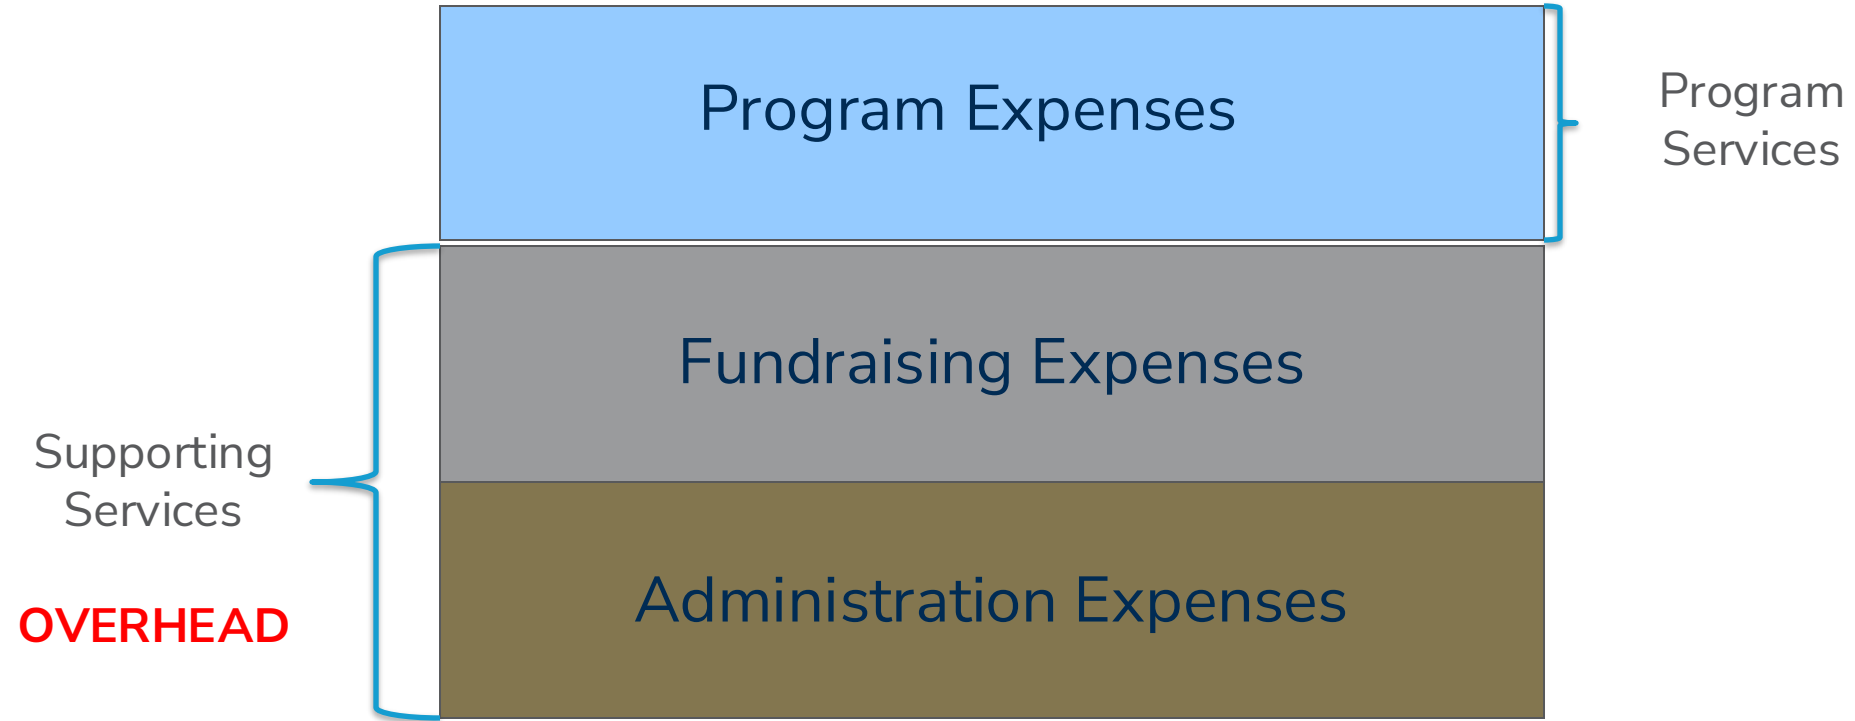 Program Expenses
Program
Services
Fundraising Expenses
Supporting
Services
OVERHEAD
Administration Expenses